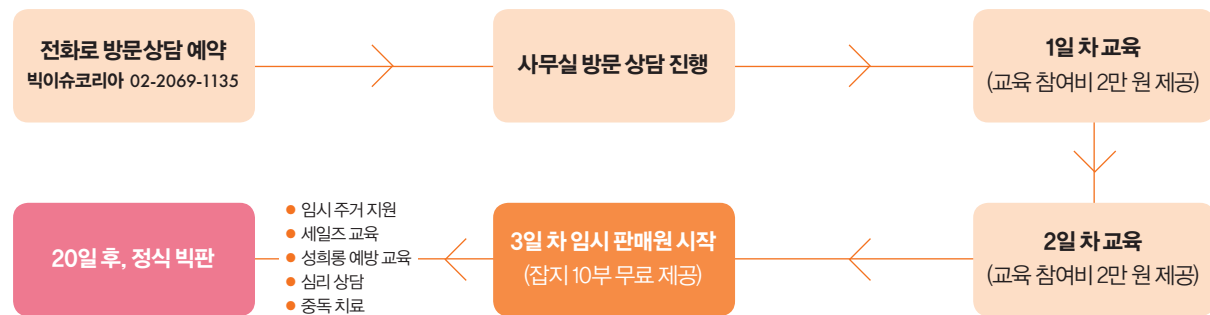 전화로 방문상담 예약
빅이슈코리아 02-2069-1135
사무실 방문 상담 진행
1일 차 교육
(교육 참여비 2만 원 제공)
2일 차 교육
(교육 참여비 2만 원 제공)
3일 차 임시 판매원 시작
(잡지 10부 무료 제공)
● 임시 주거 지원
● 세일즈 교육
● 성희롱 예방 교육
● 심리 상담
● 중독 치료
20일 후, 정식 빅판